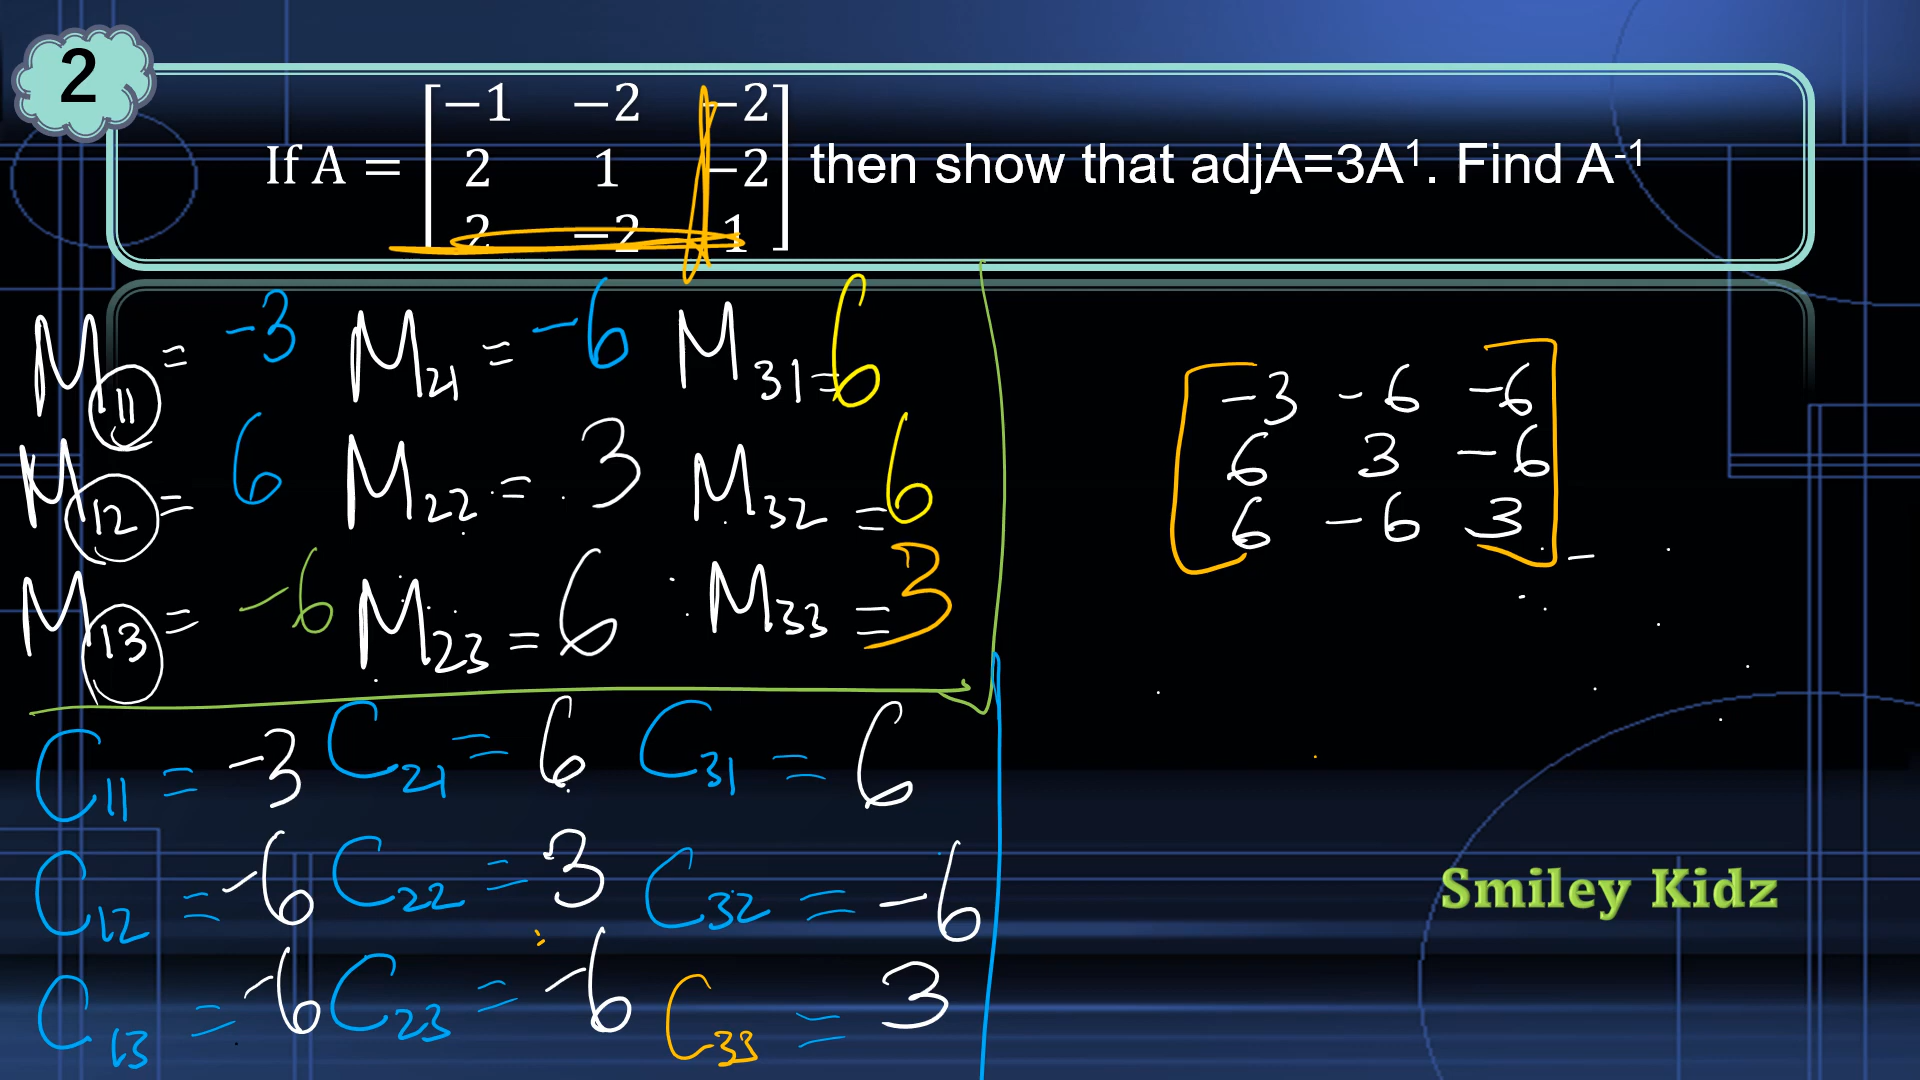 2
If A = [ −1 −2 −2
2 1 −2
2 −2 1 ] then show that adjA=3A¹. Find A⁻¹
M₁₁ = -3 M₂₁ = -6 M₃₁ = 6
M₁₂ = 6 M₂₂ = 3 M₃₂ = 6
M₁₃ = -6 M₂₃ = 6 M₃₃ = 3
C₁₁ = -3 C₂₁ = 6 C₃₁ = 6
C₁₂ = -6 C₂₂ = 3 C₃₂ = -6
C₁₃ = -6 C₂₃ = -6 C₃₃ = 3
[ -3 -6 -6
6 3 -6
6 -6 3 ] -
Smiley Kidz